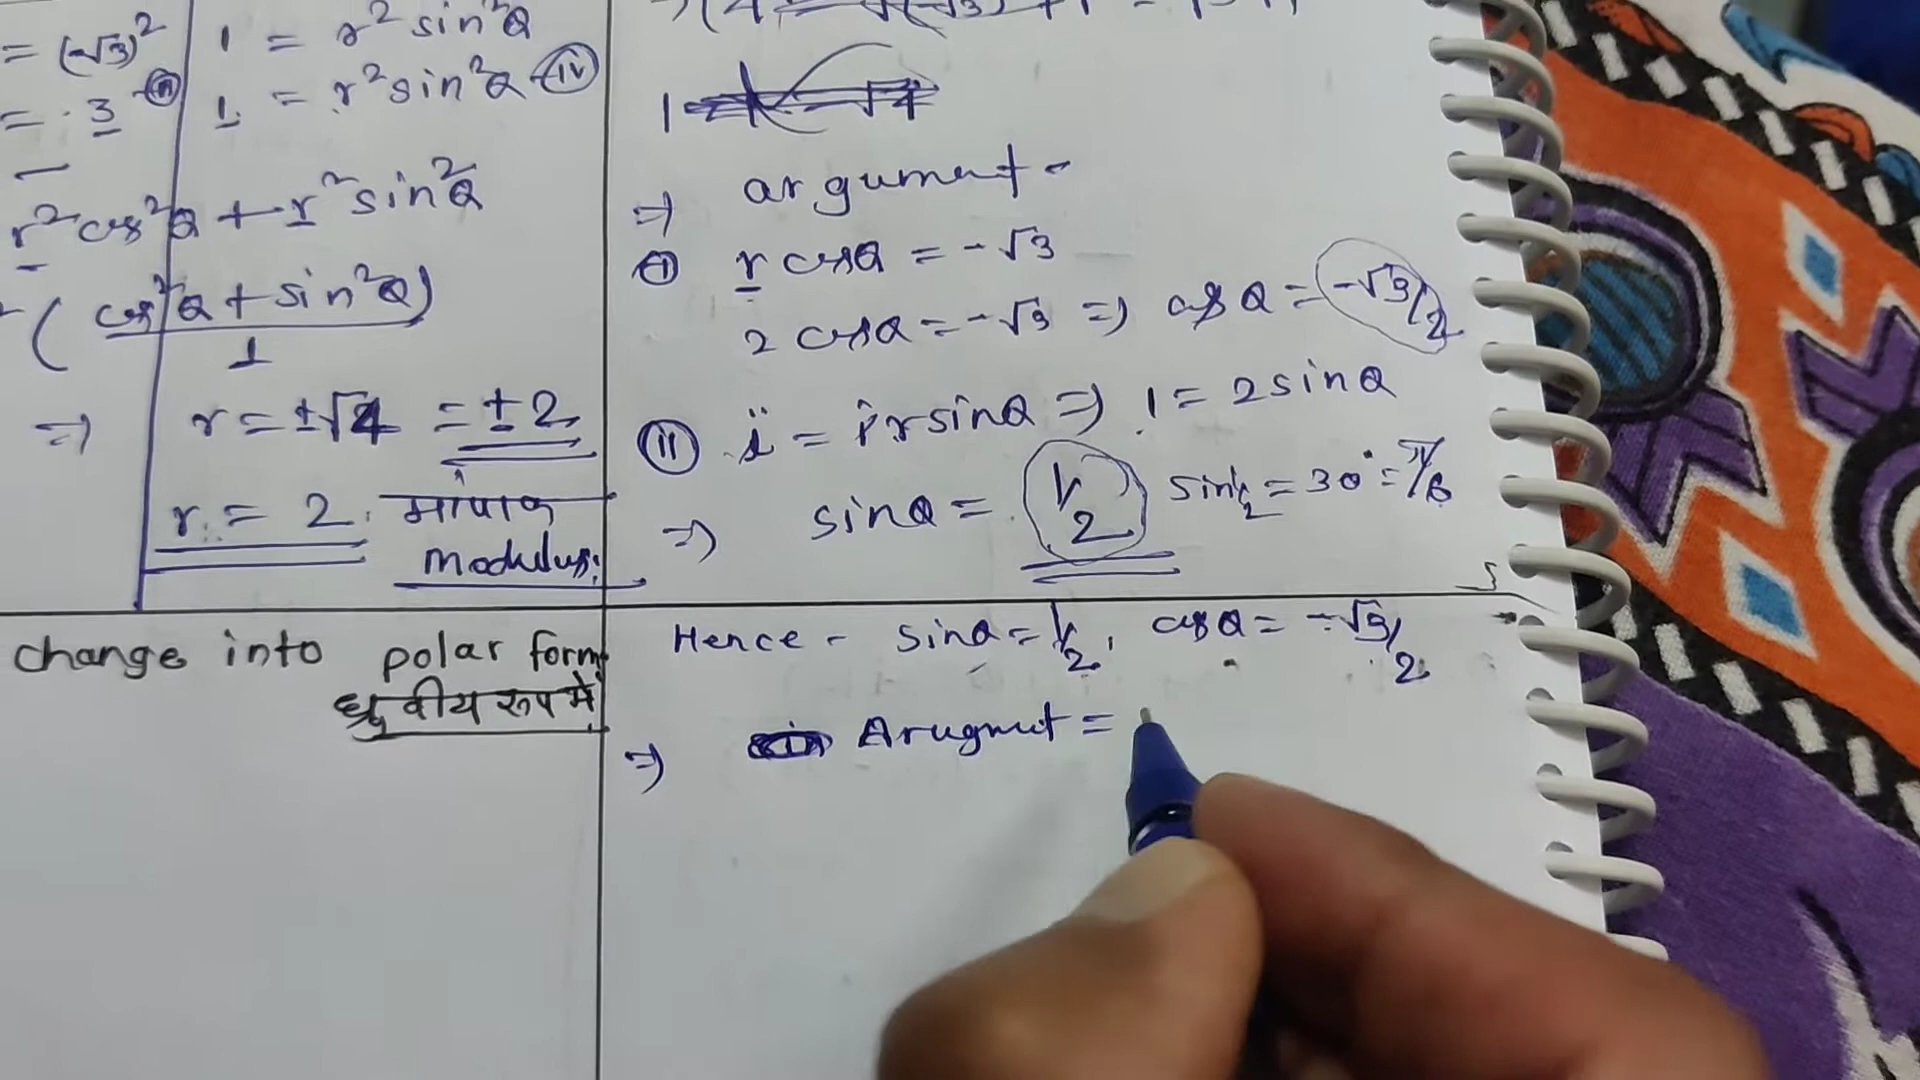 = (-√3)²
= 3 (iii)
1 = r² sin²θ
1 = r² sin²θ (iv)
r² cos²θ + r² sin²θ
(cos²θ + sin²θ)
1
⇒ r = ±√4 = ±2
r = 2 मापांक
modulus:
change into polar form
ध्रुवीय रूप में
⇒ argument -
(i) r cosθ = -√3
2 cosθ = -√3 ⇒ cosθ = -√3/2
(ii) i = i r sinθ ⇒ 1 = 2 sinθ
⇒ sinθ = 1/2 sin 1/2 = 30° = π/6
Hence - sinθ = 1/2, cosθ = -√3/2
⇒ Arugmut =